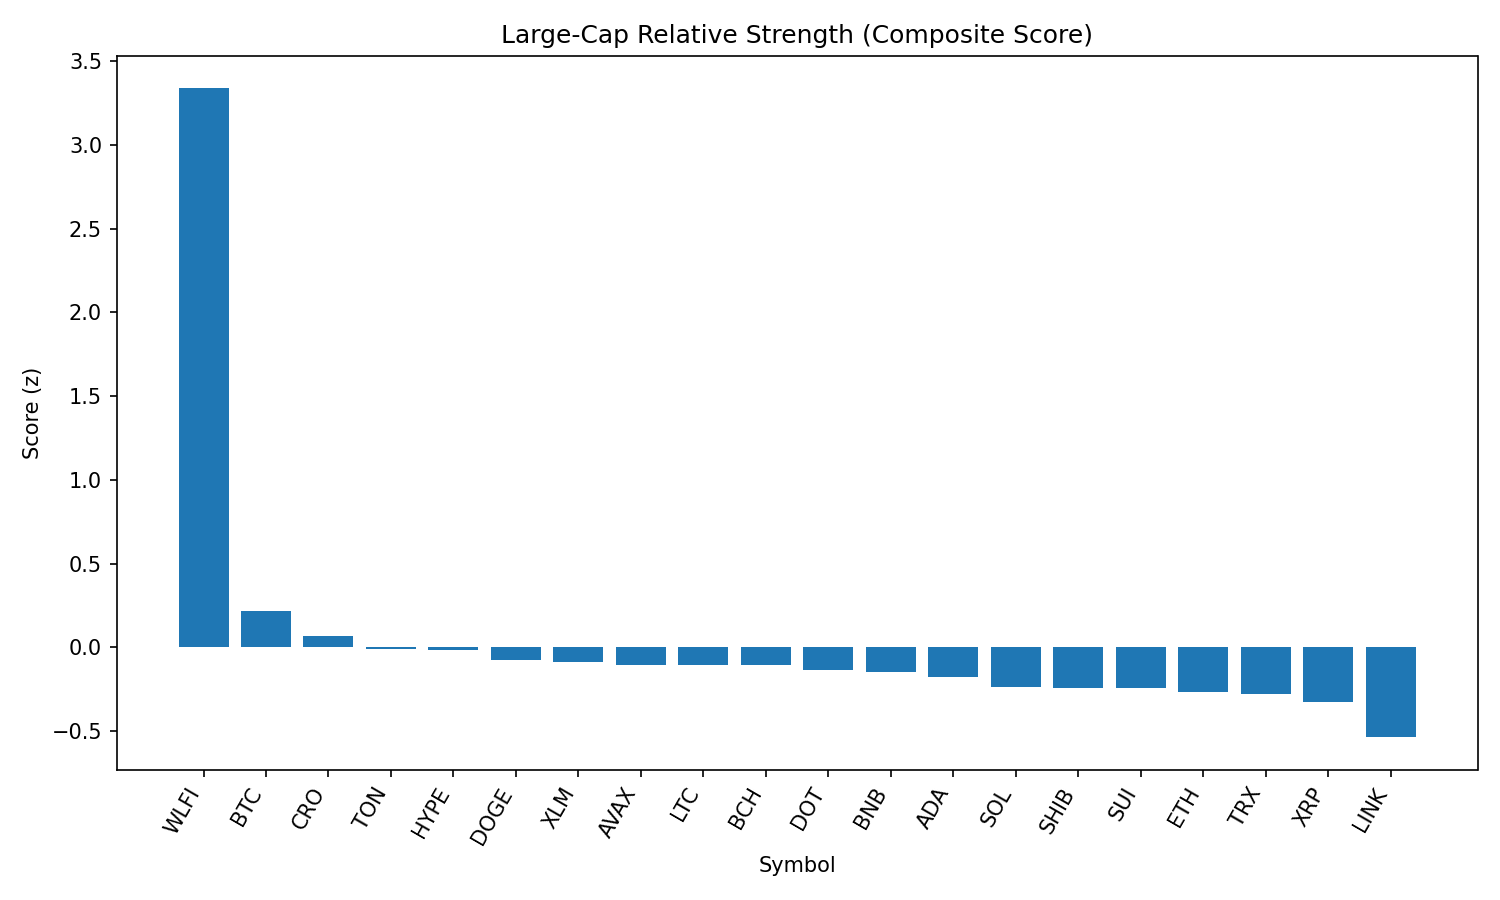 Large-Cap Relative Strength (Composite Score)
3.5
3.0
2.5
2.0
1.5
1.0
0.5
0.0
−0.5
Score (z)
WLFI
BTC
CRO
TON
HYPE
DOGE
XLM
AVAX
LTC
BCH
DOT
BNB
ADA
SOL
SHIB
SUI
ETH
TRX
XRP
LINK
Symbol